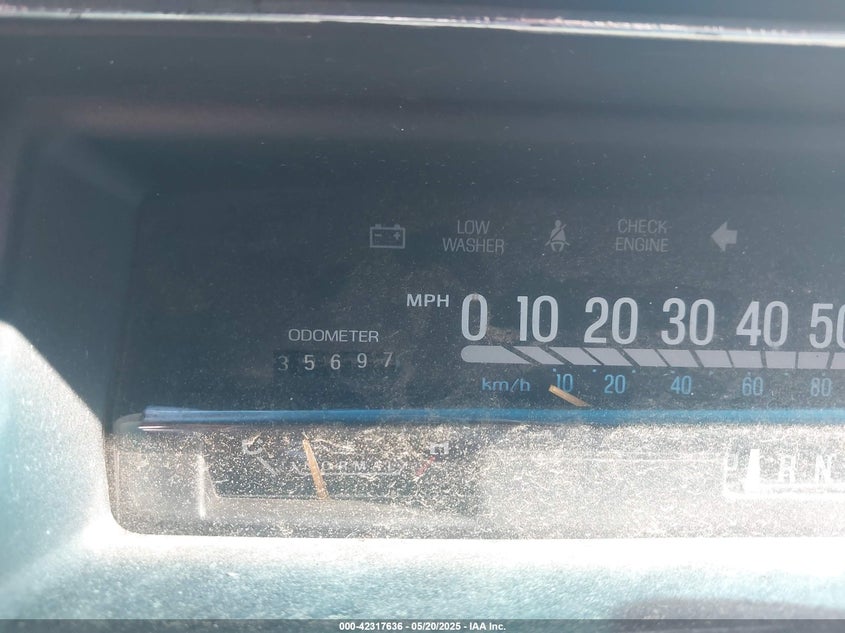 LOW
WASHER
CHECK
ENGINE
MPH 0 10 20 30 40 50
ODOMETER
35697
km/h 10 20 40 60 80
C NORMAL H
P R N
000-42317636 - 05/20/2025 - IAA Inc.